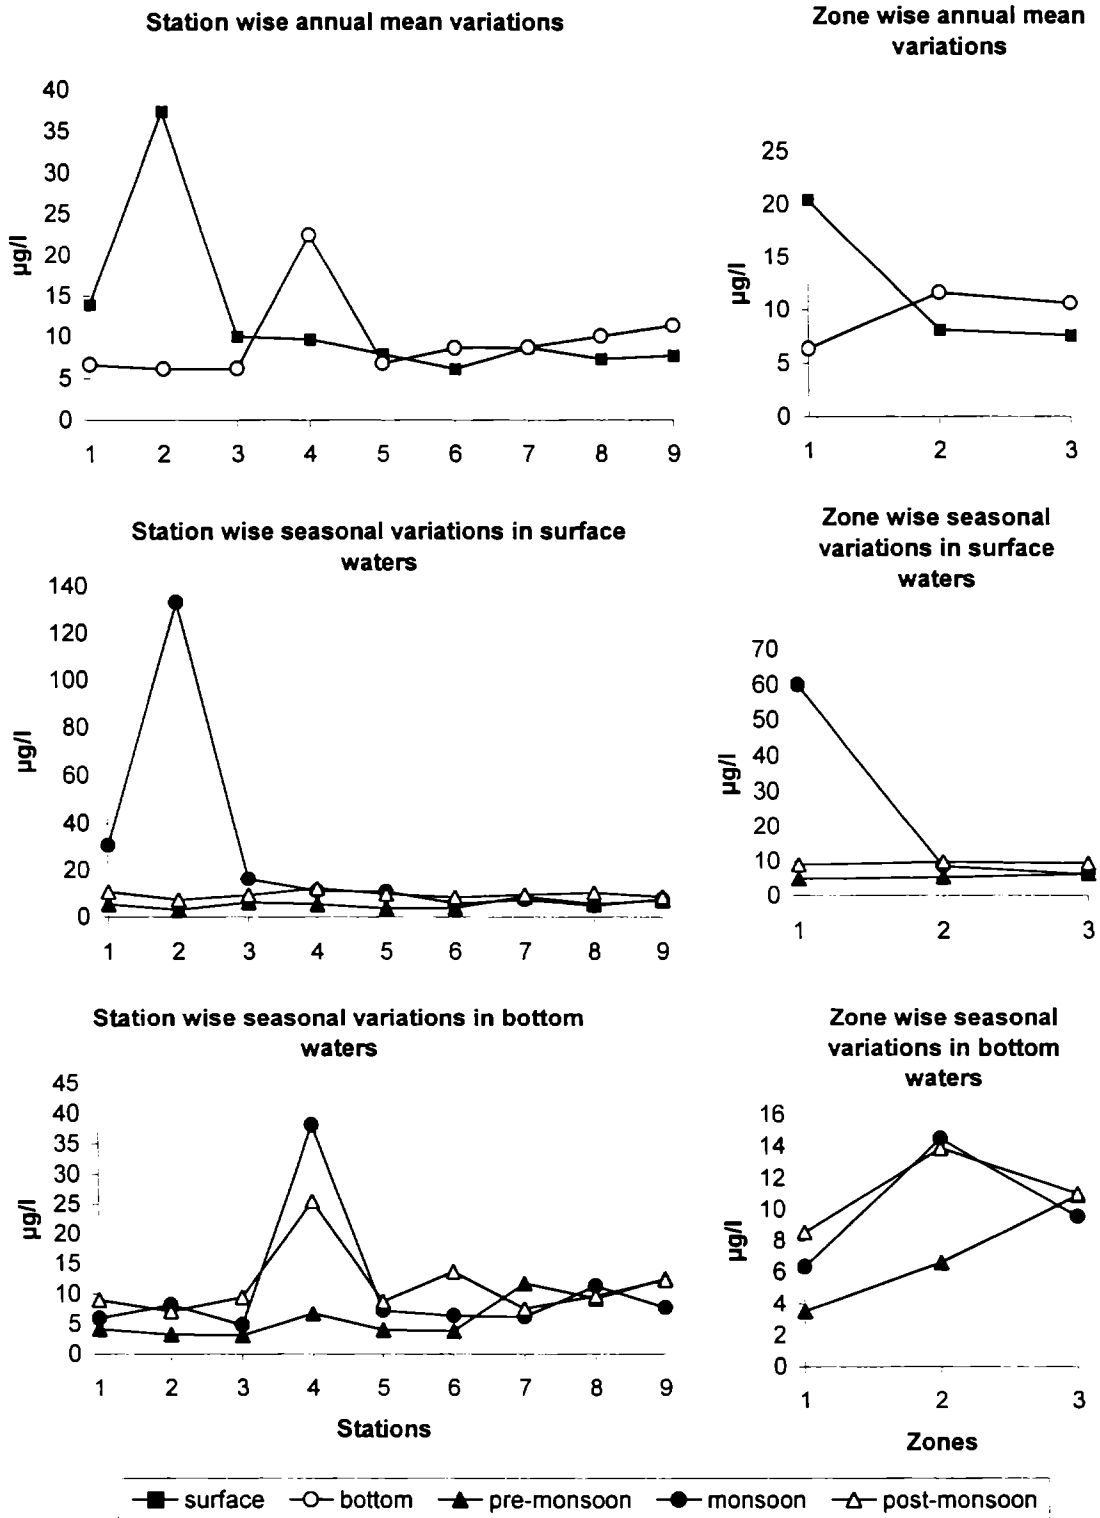 Station wise annual mean variations
40
35
30
25
20
15
10
5
0
µg/l
1 2 3 4 5 6 7 8 9
Zone wise annual mean
variations
25
20
15
10
5
0
µg/l
1 2 3
Station wise seasonal variations in surface
waters
140
120
100
80
60
40
20
0
µg/l
1 2 3 4 5 6 7 8 9
Zone wise seasonal
variations in surface
waters
70
60
50
40
30
20
10
0
µg/l
1 2 3
Station wise seasonal variations in bottom
waters
45
40
35
30
25
20
15
10
5
0
µg/l
1 2 3 4 5 6 7 8 9
Stations
Zone wise seasonal
variations in bottom
waters
16
14
12
10
8
6
4
2
0
µg/l
1 2 3
Zones
surface bottom pre-monsoon monsoon post-monsoon